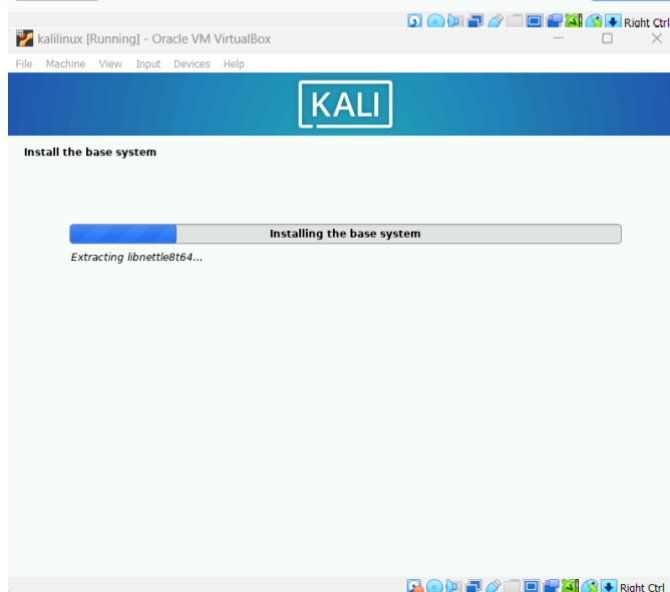 Right Ctrl
kalilinux [Running] - Oracle VM VirtualBox
File Machine View Input Devices Help
KALI
Install the base system
Installing the base system
Extracting libnettle8t64...
Right Ctrl